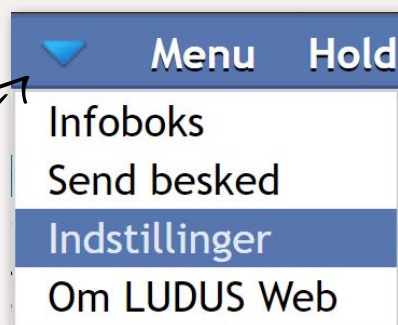 Menu Hold
Infoboks
Send besked
Indstillinger
Om LUDUS Web